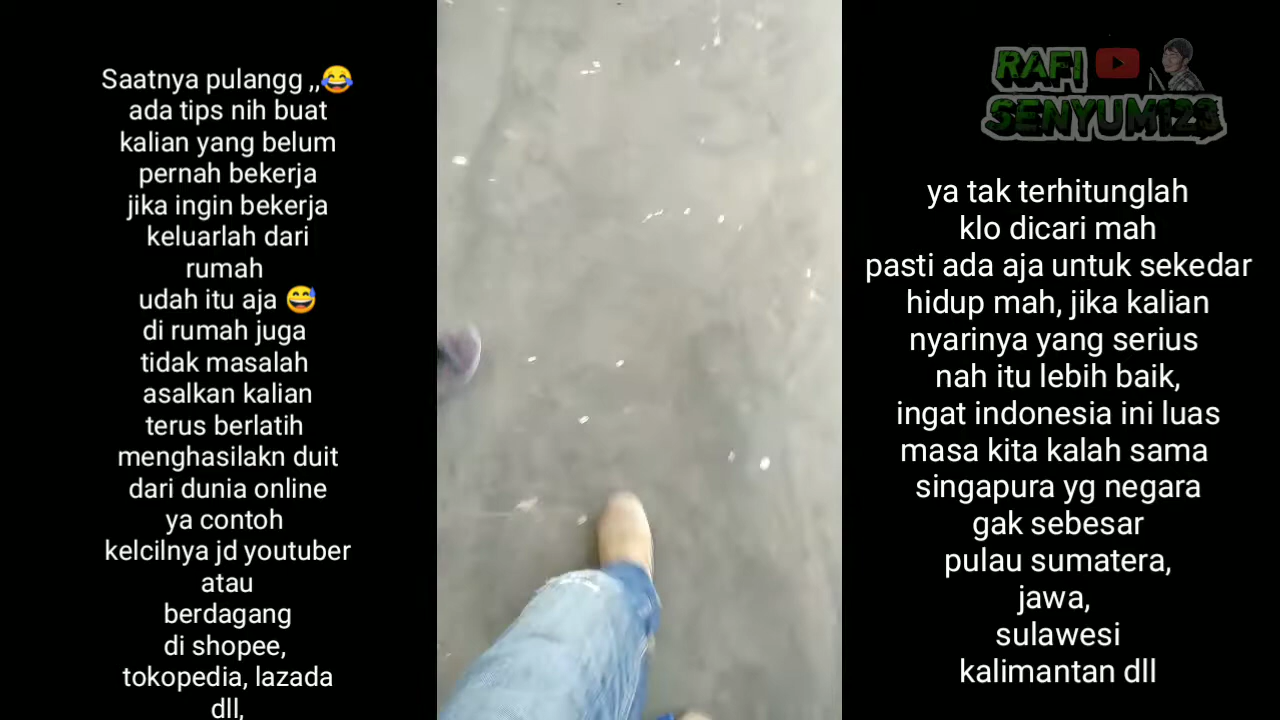 Saatnya pulangg ,,😂
ada tips nih buat
kalian yang belum
pernah bekerja
jika ingin bekerja
keluarlah dari
rumah
udah itu aja 😅
di rumah juga
tidak masalah
asalkan kalian
terus berlatih
menghasilakn duit
dari dunia online
ya contoh
kelcilnya jd youtuber
atau
berdagang
di shopee,
tokopedia, lazada
dll,
RAFI
SENYUM123
ya tak terhitunglah
klo dicari mah
pasti ada aja untuk sekedar
hidup mah, jika kalian
nyarinya yang serius
nah itu lebih baik,
ingat indonesia ini luas
masa kita kalah sama
singapura yg negara
gak sebesar
pulau sumatera,
jawa,
sulawesi
kalimantan dll